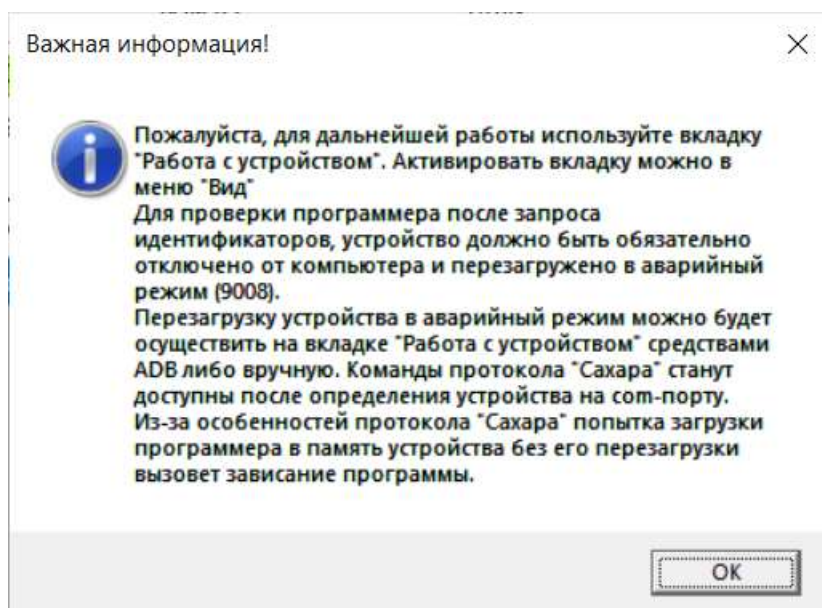 Важная информация!
Пожалуйста, для дальнейшей работы используйте вкладку
"Работа с устройством". Активировать вкладку можно в
меню "Вид"
Для проверки программера после запроса
идентификаторов, устройство должно быть обязательно
отключено от компьютера и перезагружено в аварийный
режим (9008).
Перезагрузку устройства в аварийный режим можно будет
осуществить на вкладке "Работа с устройством" средствами
ADB либо вручную. Команды протокола "Сахара" станут
доступны после определения устройства на com-порту.
Из-за особенностей протокола "Сахара" попытка загрузки
программера в память устройства без его перезагрузки
вызовет зависание программы.
OK